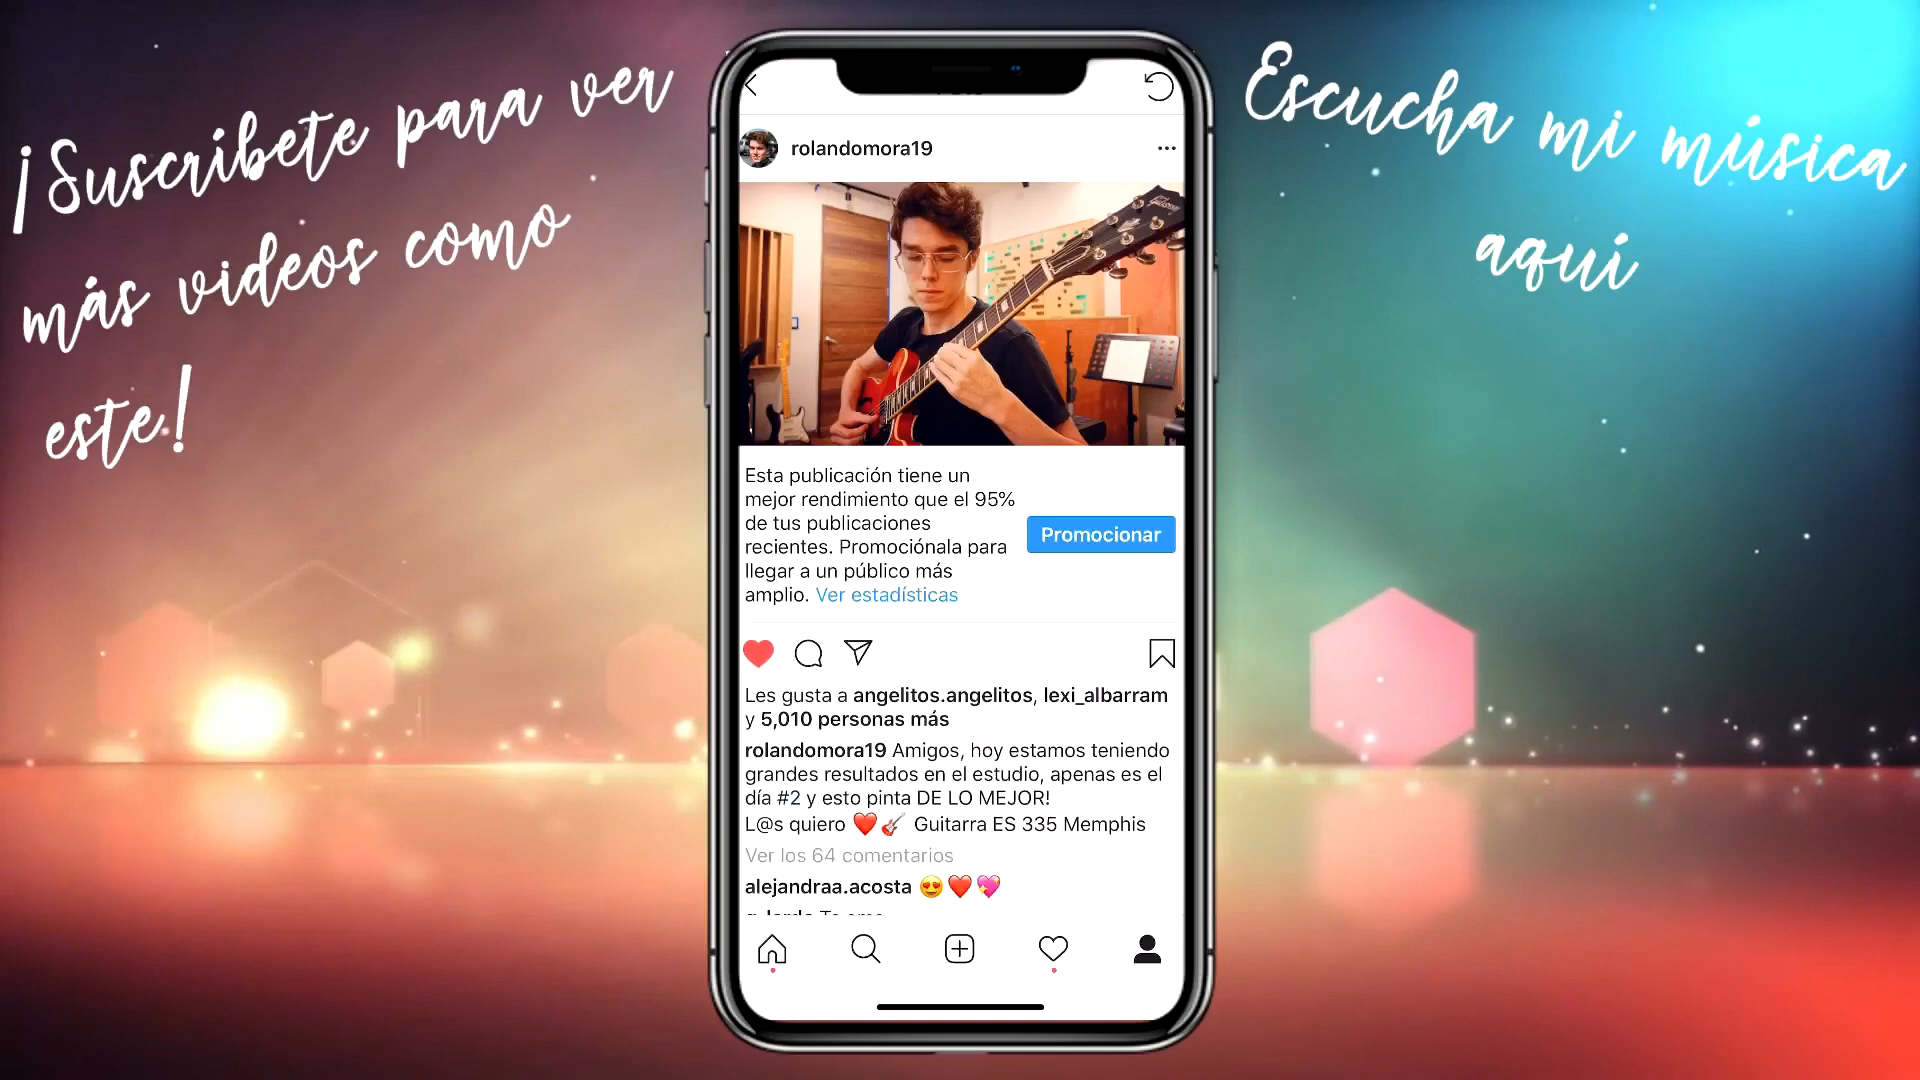 ¡Suscribete para ver
más videos como
este!
Escucha mi música
aquí
rolandomora19
Gibson
Esta publicación tiene un
mejor rendimiento que el 95%
de tus publicaciones
recientes. Promociónala para
llegar a un público más
amplio. Ver estadísticas
Promocionar
Les gusta a angelitos.angelitos, lexi_albarram
y 5,010 personas más
rolandomora19 Amigos, hoy estamos teniendo
grandes resultados en el estudio, apenas es el
día #2 y esto pinta DE LO MEJOR!
L@s quiero ❤️🎸 Guitarra ES 335 Memphis
Ver los 64 comentarios
alejandraa.acosta 😍❤️💖